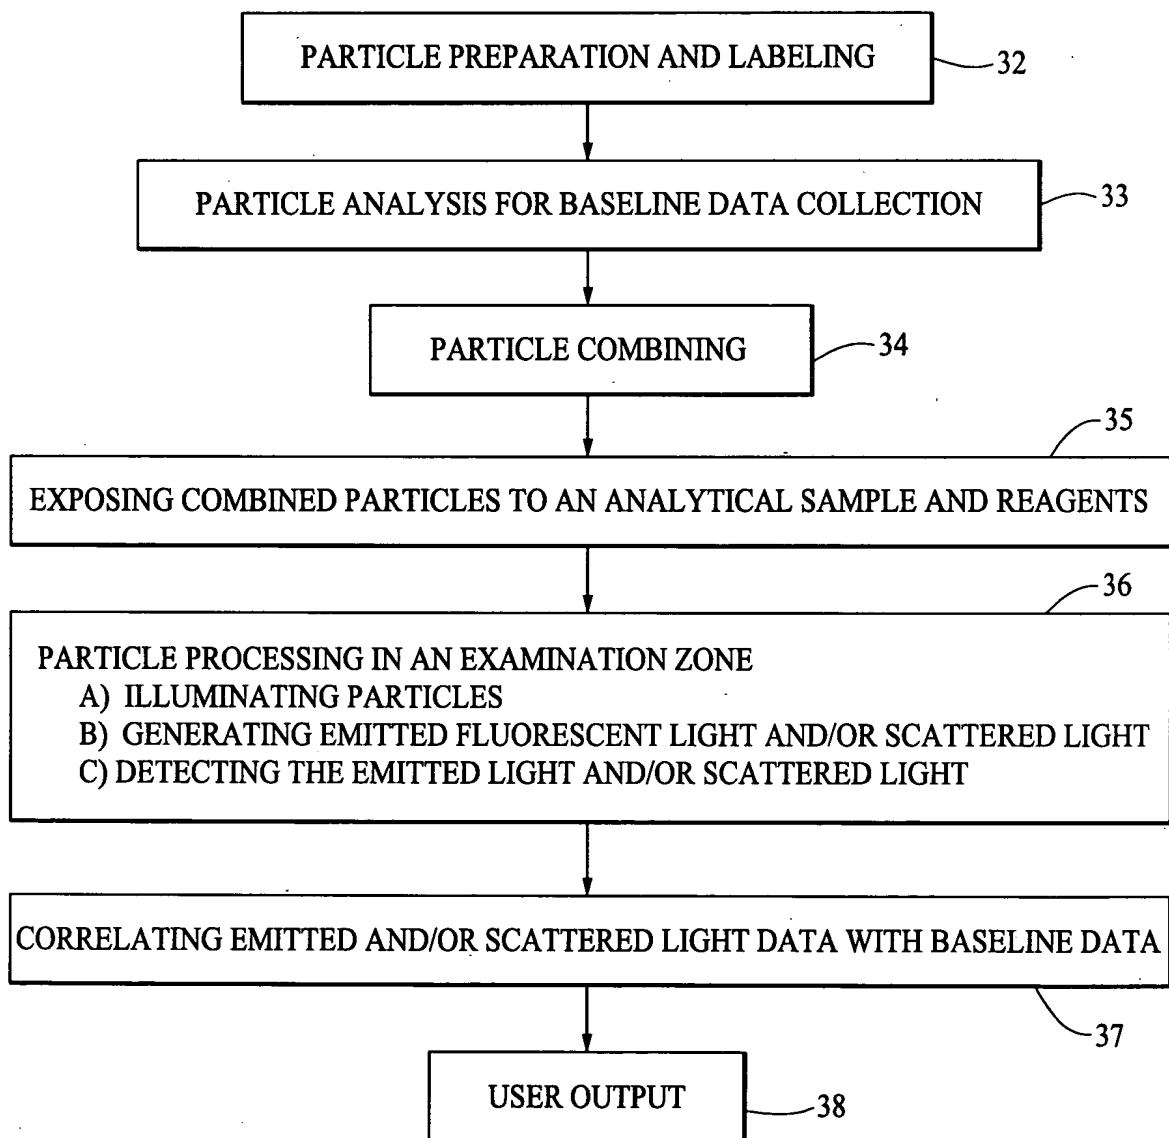 PARTICLE PREPARATION AND LABELING
32
PARTICLE ANALYSIS FOR BASELINE DATA COLLECTION
33
PARTICLE COMBINING
34
35
EXPOSING COMBINED PARTICLES TO AN ANALYTICAL SAMPLE AND REAGENTS
36
PARTICLE PROCESSING IN AN EXAMINATION ZONE
A) ILLUMINATING PARTICLES
B) GENERATING EMITTED FLUORESCENT LIGHT AND/OR SCATTERED LIGHT
C) DETECTING THE EMITTED LIGHT AND/OR SCATTERED LIGHT
CORRELATING EMITTED AND/OR SCATTERED LIGHT DATA WITH BASELINE DATA
37
USER OUTPUT
38